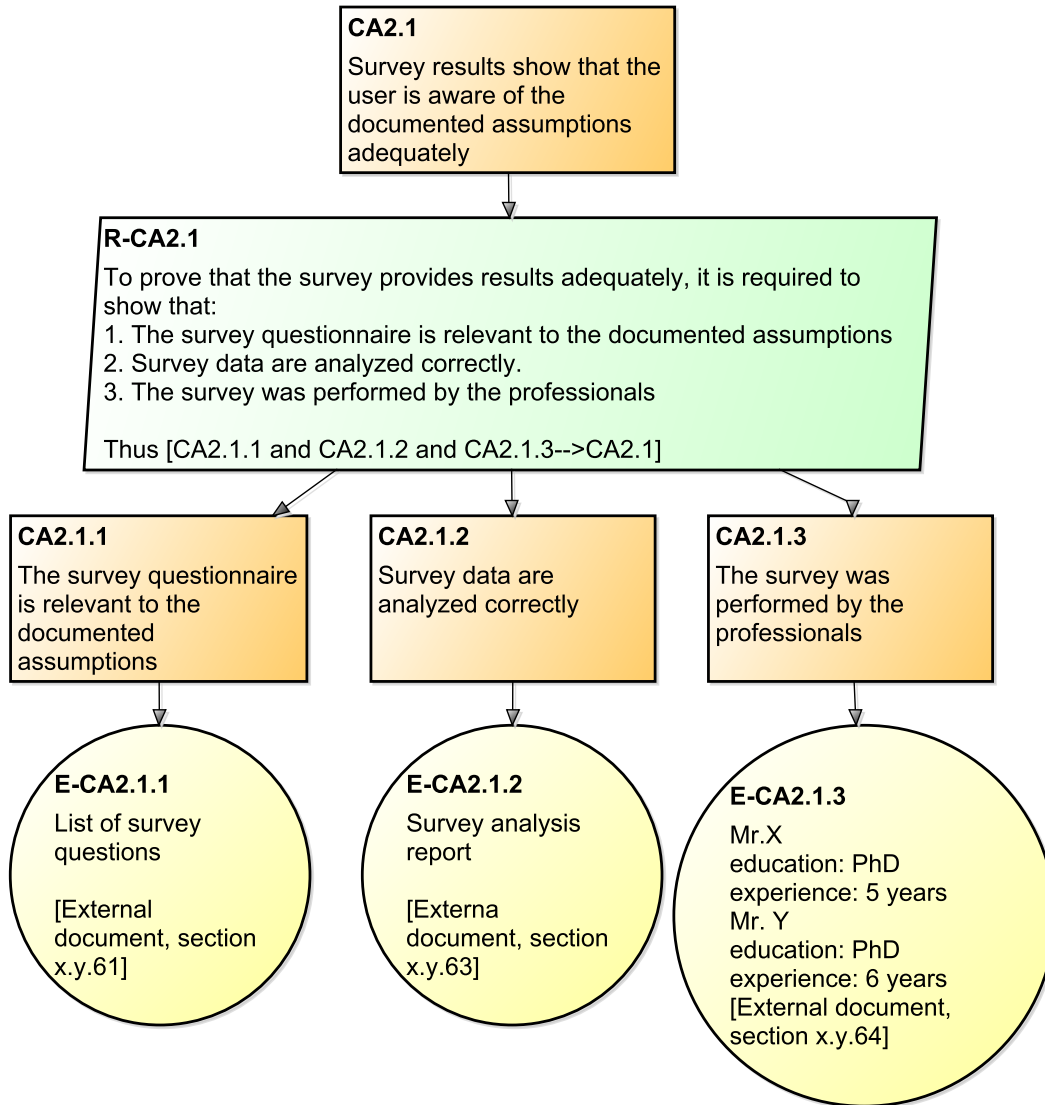 CA2.1
Survey results show that the
user is aware of the
documented assumptions
adequately
R-CA2.1
To prove that the survey provides results adequately, it is required to
show that:
1. The survey questionnaire is relevant to the documented assumptions
2. Survey data are analyzed correctly.
3. The survey was performed by the professionals
Thus [CA2.1.1 and CA2.1.2 and CA2.1.3-->CA2.1]
CA2.1.1
The survey questionnaire
is relevant to the
documented
assumptions
CA2.1.2
Survey data are
analyzed correctly
CA2.1.3
The survey was
performed by the
professionals
E-CA2.1.1
List of survey
questions
[External
document, section
x.y.61]
E-CA2.1.2
Survey analysis
report
[Externa
document, section
x.y.63]
E-CA2.1.3
Mr.X
education: PhD
experience: 5 years
Mr. Y
education: PhD
experience: 6 years
[External document,
section x.y.64]